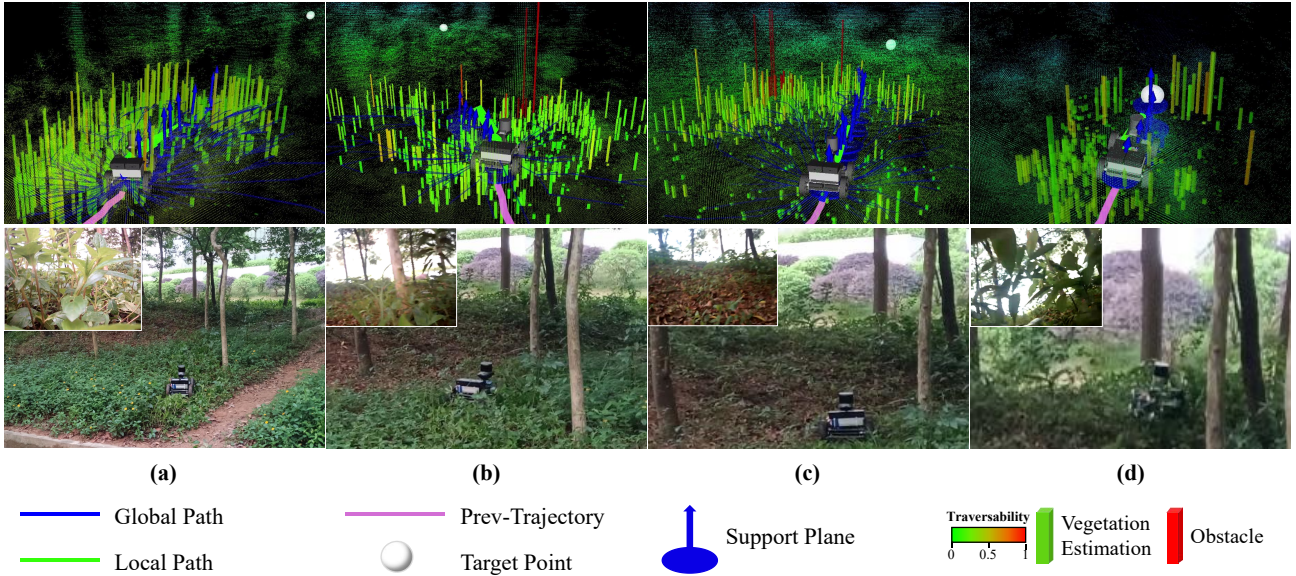 (a)
(b)
(c)
(d)
Global Path
Prev-Trajectory
Support Plane
Traversability
0
0.5
1
Vegetation
Estimation
Obstacle
Local Path
Target Point